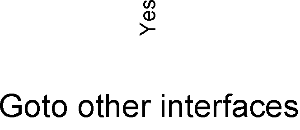 Yes
Goto other interfaces